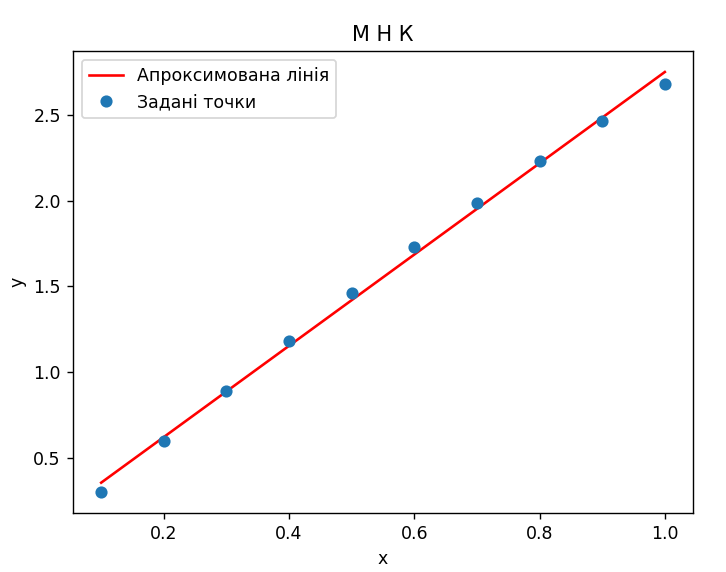 М Н К
Апроксимована лінія
Задані точки
2.5
2.0
1.5
1.0
0.5
y
0.2 0.4 0.6 0.8 1.0
x